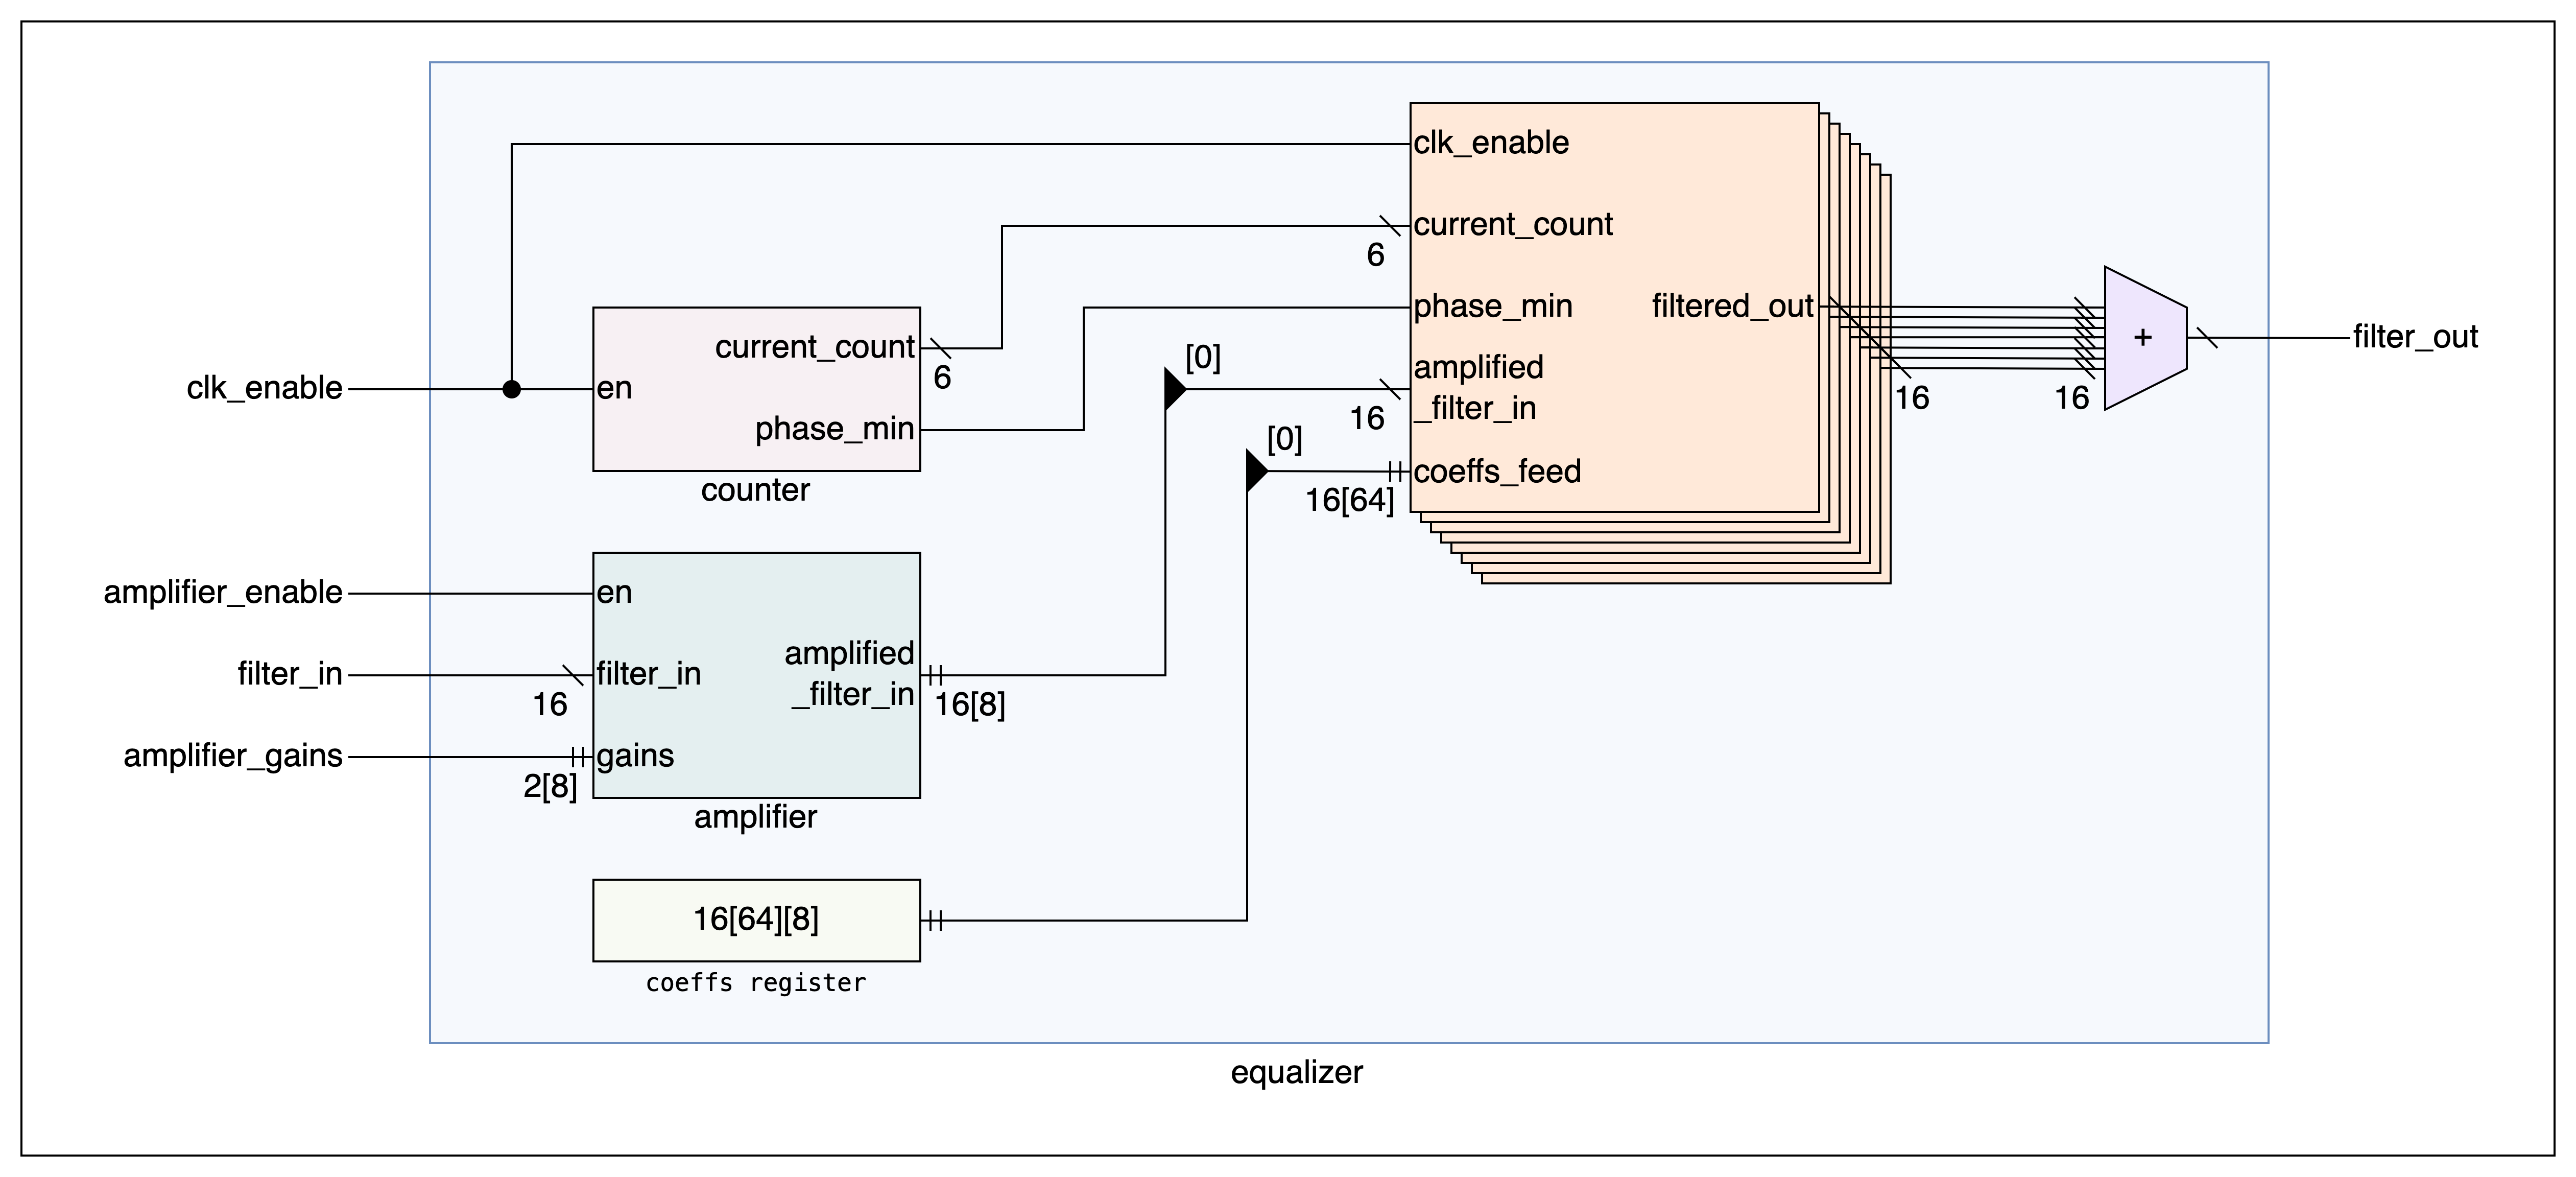 clk_enable
current_count
6
phase_min
filtered_out
amplified
_filter_in
[0]
16
coeffs_feed
[0]
16[64]
16
16
+
filter_out
clk_enable
en
current_count
6
phase_min
counter
amplifier_enable
en
filter_in
16
filter_in
amplified
_filter_in
16[8]
amplifier_gains
2[8]
gains
amplifier
16[64][8]
coeffs register
equalizer